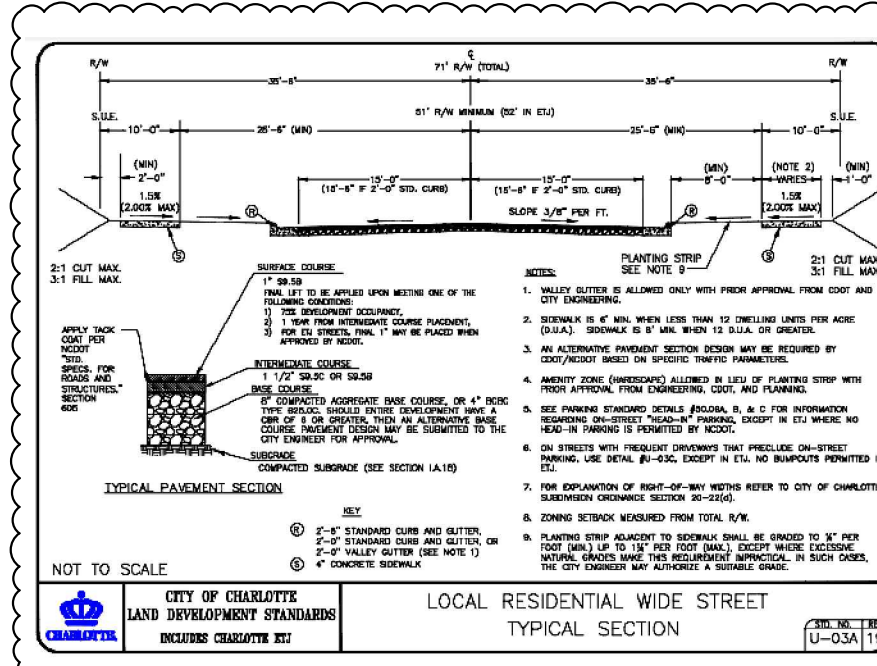 R/W
℄
R/W
71' R/W (TOTAL)
35'-6"
35'-6"
S.U.E.
51' R/W MINIMUM (52' IN ETJ)
S.U.E.
10'-0"
25'-6" (MIN)
25'-6" (MIN)
10'-0"
(MIN)
2'-0"
15'-0"
(15'-6" IF 2'-0" STD. CURB)
15'-0"
(15'-6" IF 2'-0" STD. CURB)
(MIN)
8'-0"
(NOTE 2)
VARIES
(MIN)
1'-0"
1.5%
(2.00% MAX)
1.5%
(2.00% MAX)
R
SLOPE 3/8" PER FT.
R
S
S
2:1 CUT MAX.
3:1 FILL MAX.
PLANTING STRIP
SEE NOTE 9
2:1 CUT MAX
3:1 FILL MAX
SURFACE COURSE
1" S9.5B
FINAL LIFT TO BE APPLIED UPON MEETING ONE OF THE
FOLLOWING CONDITIONS:
1) 75% DEVELOPMENT OCCUPANCY,
2) 1 YEAR FROM INTERMEDIATE COURSE PLACEMENT,
3) FOR ETJ STREETS, FINAL 1" MAY BE PLACED WHEN
APPROVED BY NCDOT.
APPLY TACK
COAT PER
NCDOT
"STD.
SPECS. FOR
ROADS AND
STRUCTURES,"
SECTION
605
INTERMEDIATE COURSE
1 1/2" S9.5C OR S9.5B
BASE COURSE
8" COMPACTED AGGREGATE BASE COURSE, OR 4" BCBC
TYPE B25.0C. SHOULD ENTIRE DEVELOPMENT HAVE A
CBR OF 8 OR GREATER, THEN AN ALTERNATIVE BASE
COURSE PAVEMENT DESIGN MAY BE SUBMITTED TO THE
CITY ENGINEER FOR APPROVAL.
SUBGRADE
COMPACTED SUBGRADE (SEE SECTION I.A.16)
TYPICAL PAVEMENT SECTION
KEY
R 2'-6" STANDARD CURB AND GUTTER,
2'-0" STANDARD CURB AND GUTTER, OR
2'-0" VALLEY GUTTER (SEE NOTE 1)
S 4" CONCRETE SIDEWALK
NOTES:
1. VALLEY GUTTER IS ALLOWED ONLY WITH PRIOR APPROVAL FROM CDOT AND
CITY ENGINEERING.
2. SIDEWALK IS 6' MIN. WHEN LESS THAN 12 DWELLING UNITS PER ACRE
(D.U.A.). SIDEWALK IS 8' MIN. WHEN 12 D.U.A. OR GREATER.
3. AN ALTERNATIVE PAVEMENT SECTION DESIGN MAY BE REQUIRED BY
CDOT/NCDOT BASED ON SPECIFIC TRAFFIC PARAMETERS.
4. AMENITY ZONE (HARDSCAPE) ALLOWED IN LIEU OF PLANTING STRIP WITH
PRIOR APPROVAL FROM ENGINEERING, CDOT, AND PLANNING.
5. SEE PARKING STANDARD DETAILS #50.09A, B, & C FOR INFORMATION
REGARDING ON-STREET "HEAD-IN" PARKING, EXCEPT IN ETJ WHERE NO
HEAD-IN PARKING IS PERMITTED BY NCDOT.
6. ON STREETS WITH FREQUENT DRIVEWAYS THAT PRECLUDE ON-STREET
PARKING, USE DETAIL #U-03C, EXCEPT IN ETJ. NO BUMPOUTS PERMITTED I
ETJ.
7. FOR EXPLANATION OF RIGHT-OF-WAY WIDTHS REFER TO CITY OF CHARLOTTE
SUBDIVISION ORDINANCE SECTION 20-22(d).
8. ZONING SETBACK MEASURED FROM TOTAL R/W.
9. PLANTING STRIP ADJACENT TO SIDEWALK SHALL BE GRADED TO ¼" PER
FOOT (MIN.) UP TO 1¼" PER FOOT (MAX.), EXCEPT WHERE EXCESSIVE
NATURAL GRADES MAKE THIS REQUIREMENT IMPRACTICAL. IN SUCH CASES,
THE CITY ENGINEER MAY AUTHORIZE A SUITABLE GRADE.
NOT TO SCALE
CHARLOTTE.
CITY OF CHARLOTTE
LAND DEVELOPMENT STANDARDS
INCLUDES CHARLOTTE ETJ
LOCAL RESIDENTIAL WIDE STREET
TYPICAL SECTION
STD. NO.
U-03A
RE
19